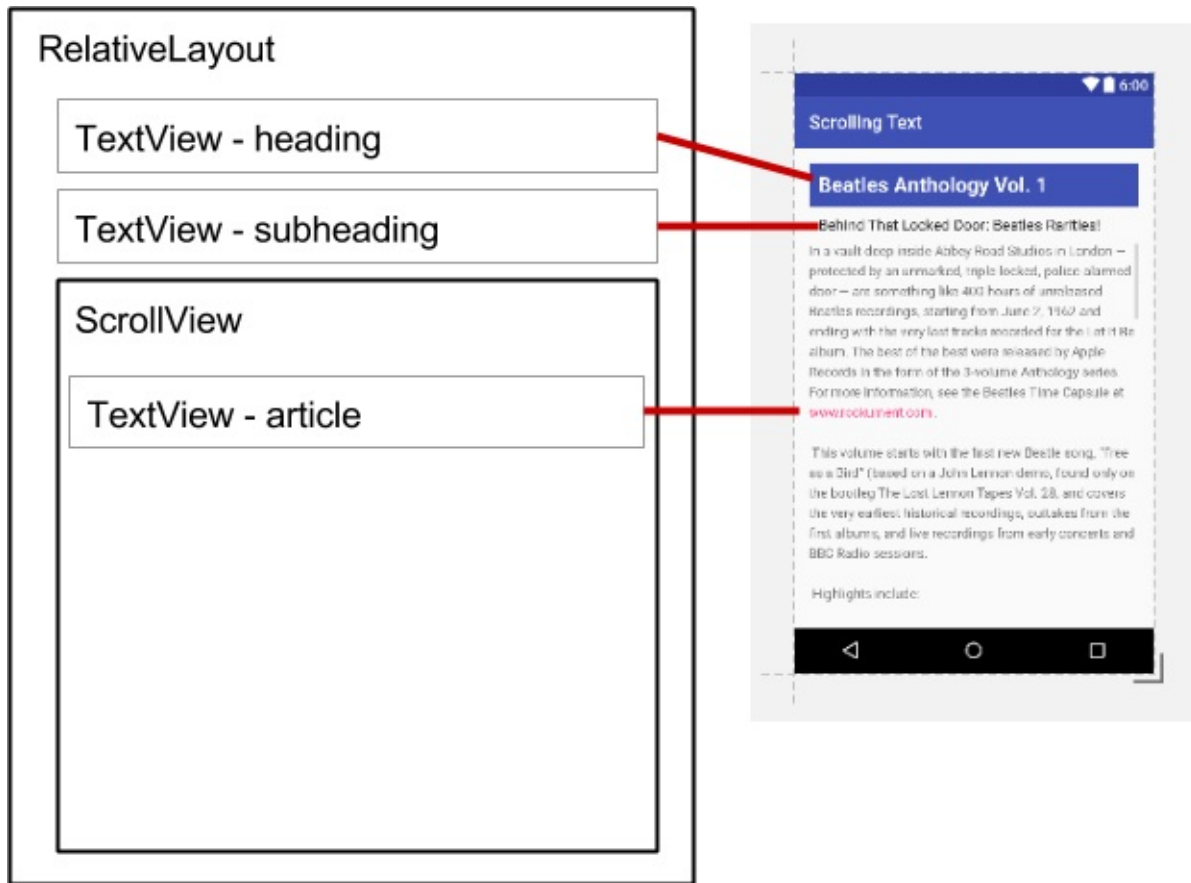 RelativeLayout
TextView - heading
TextView - subheading
ScrollView
TextView - article
6:00
Scrolling Text
Beatles Anthology Vol. 1
Behind That Locked Door: Beatles Rarities!
In a vault deep inside Abbey Road Studios in London —
protected by an unmarked, triple locked, police alarmed
door — are something like 400 hours of unreleased
Beatles recordings, starting from June 2, 1962 and
ending with the very last tracks recorded for the Let It Be
album. The best of the best were released by Apple
Records in the form of the 3-volume Anthology series.
For more information, see the Beatles Time Capsule at
www.rockument.com.
This volume starts with the first new Beatle song, "Free
as a Bird" (based on a John Lennon demo, found only on
the bootleg The Lost Lennon Tapes Vol. 28, and covers
the very earliest historical recordings, outtakes from the
first albums, and live recordings from early concerts and
BBC Radio sessions.
Highlights include: